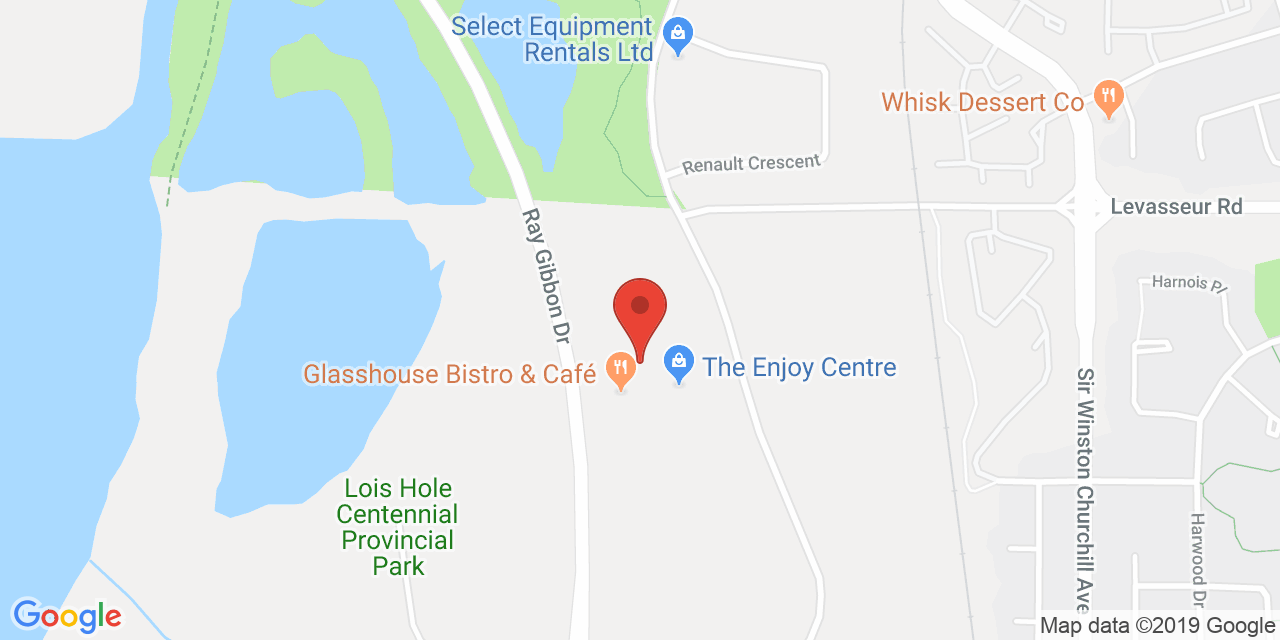 Select Equipment
Rentals Ltd
Whisk Dessert Co
Renault Crescent
Levasseur Rd
Ray Gibbon Dr
Harnois Pl
Glasshouse Bistro & Café
The Enjoy Centre
Sir Winston Churchill Ave
Lois Hole
Centennial
Provincial
Park
Harwood Dr
Google
Map data ©2019 Google